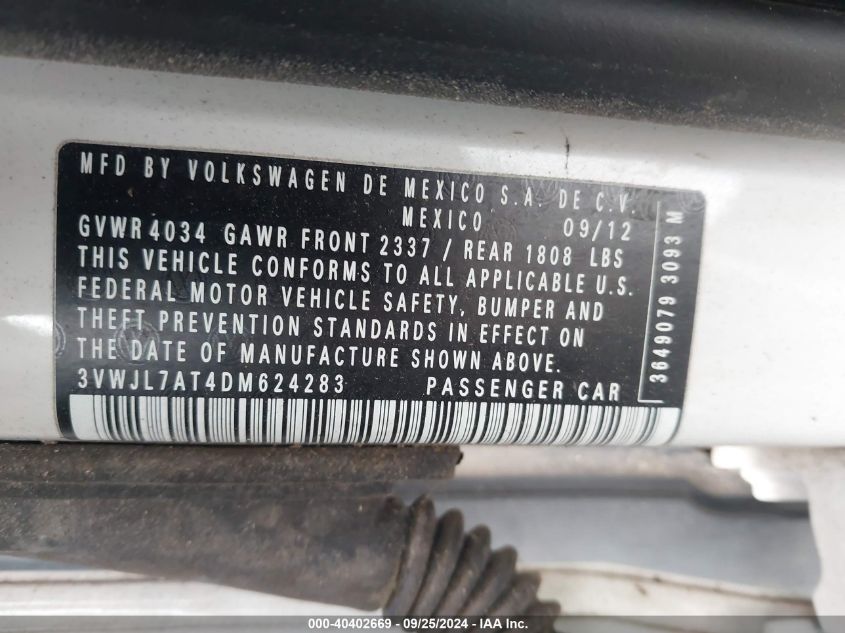 MFD BY VOLKSWAGEN DE MEXICO S.A. DE C.V.
MEXICO 09/12
GVWR 4034 GAWR FRONT 2337 / REAR 1808 LBS
THIS VEHICLE CONFORMS TO ALL APPLICABLE U.S.
FEDERAL MOTOR VEHICLE SAFETY, BUMPER AND
THEFT PREVENTION STANDARDS IN EFFECT ON
THE DATE OF MANUFACTURE SHOWN ABOVE.
3VWJL7AT4DM624283 PASSENGER CAR
3649079 3093 M
000-40402669 - 09/25/2024 - IAA Inc.